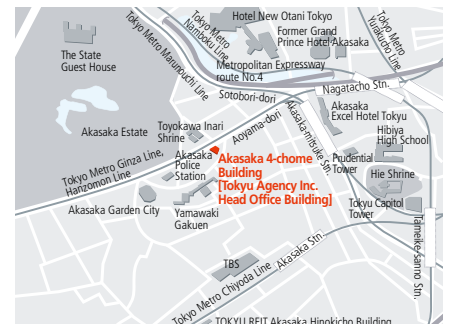 Hotel New Otani Tokyo
Tokyo Metro
Namboku Line
Former Grand
Prince Hotel Akasaka
Tokyo Metro
Yurakucho Line
The State
Guest House
Tokyo Metro Marunouchi Line
Metropolitan Expressway
route No.4
Nagatacho Stn.
Sotobori-dori
Akasaka
Excel Hotel Tokyu
Akasaka-mitsuke Stn.
Aoyama-dori
Toyokawa Inari
Shrine
Akasaka Estate
Hibiya
High School
Tokyo Metro Ginza Line,
Hanzomon Line
Akasaka
Police
Station
Akasaka 4-chome
Building
[Tokyu Agency Inc.
Head Office Building]
Prudential
Tower
Hie Shrine
Akasaka Garden City
Yamawaki
Gakuen
Tokyu Capitol
Tower
Tameike-sanno Stn.
Akasaka Stn.
TBS
Tokyo Metro Chiyoda Line
TOKYU REIT Akasaka Hinokicho Building